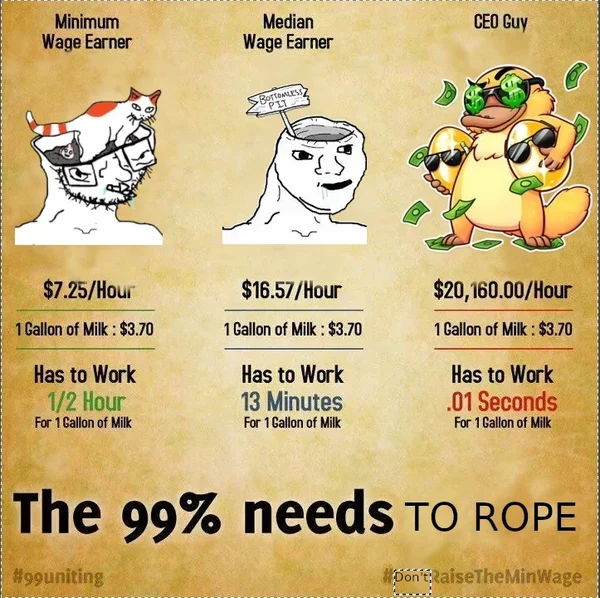 Minimum
Wage Earner
Median
Wage Earner
CEO Guy
BOTTOMLESS
PIT
$7.25/Hour
$16.57/Hour
$20,160.00/Hour
1 Gallon of Milk : $3.70
1 Gallon of Milk : $3.70
1 Gallon of Milk : $3.70
Has to Work
1/2 Hour
For 1 Gallon of Milk
Has to Work
13 Minutes
For 1 Gallon of Milk
Has to Work
.01 Seconds
For 1 Gallon of Milk
The 99% needs TO ROPE
#99uniting
#Don'tRaiseTheMinWage